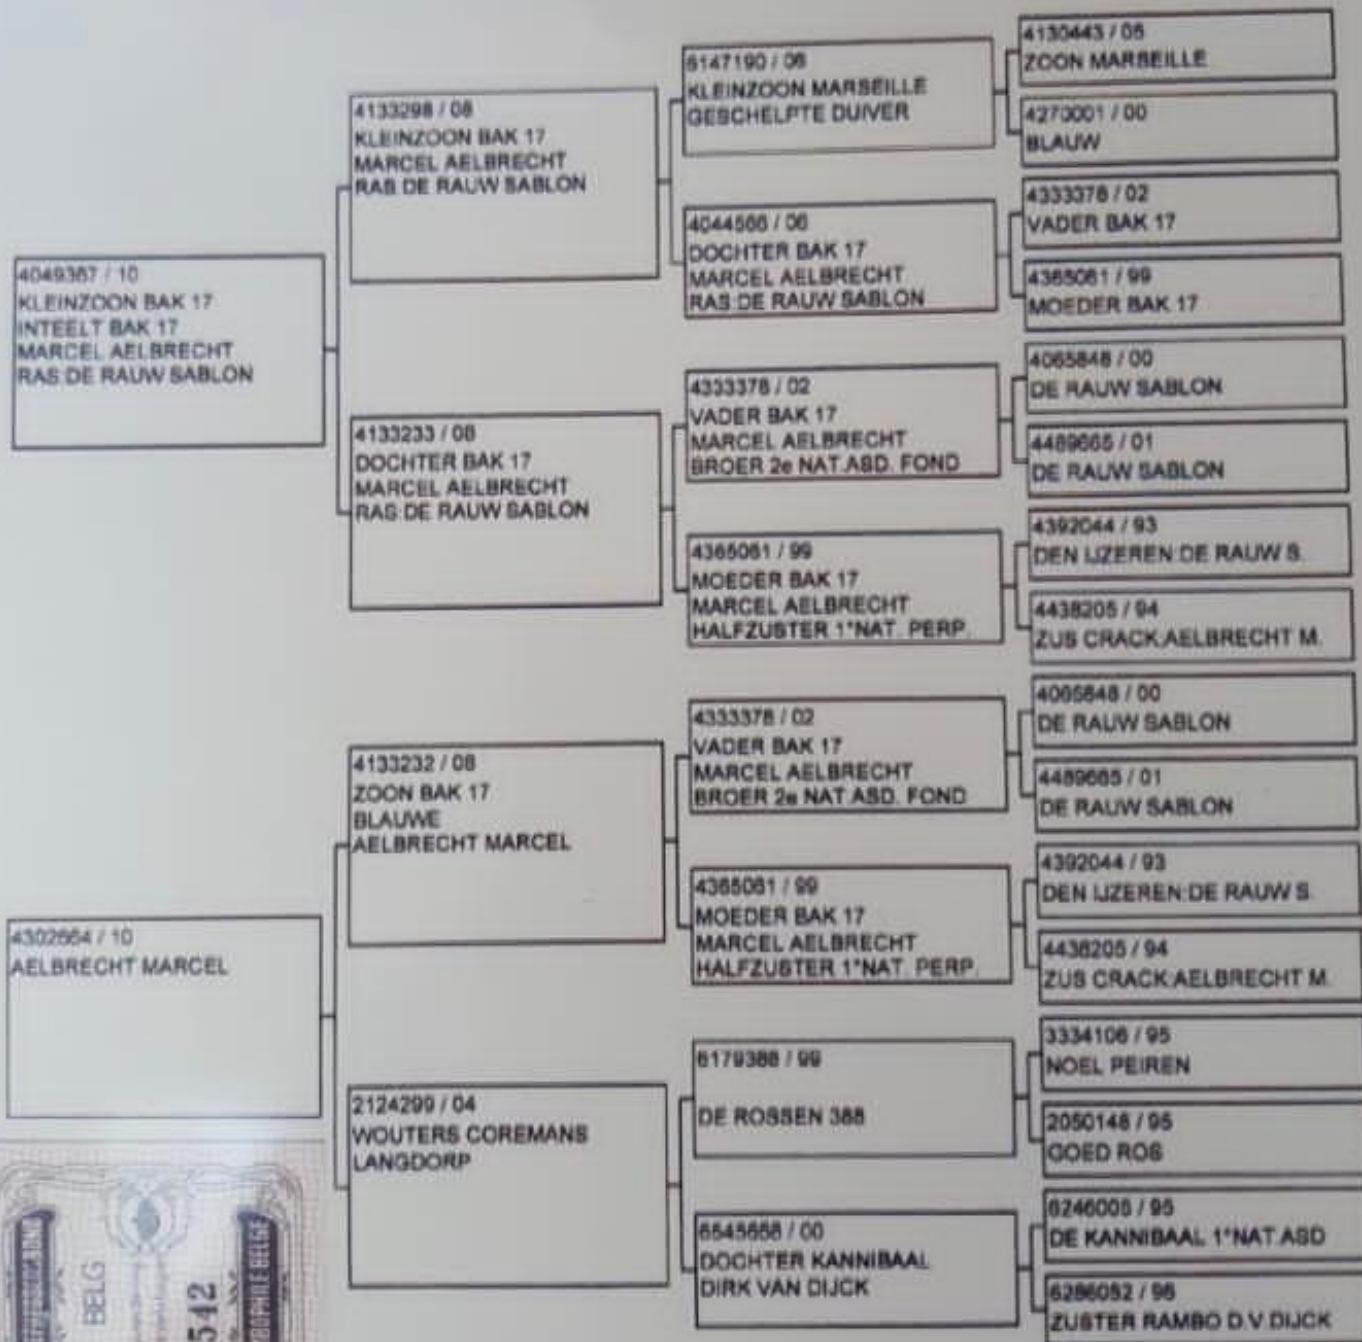 4049367 / 10
KLEINZOON BAK 17
INTEELT BAK 17
MARCEL AELBRECHT
RAS:DE RAUW SABLON
4133298 / 08
KLEINZOON BAK 17
MARCEL AELBRECHT
RAS:DE RAUW SABLON
6147190 / 06
KLEINZOON MARSEILLE
GESCHELPTE DUIVER
4130443 / 05
ZOON MARSEILLE
4270001 / 00
BLAUW
4044566 / 06
DOCHTER BAK 17
MARCEL AELBRECHT
RAS:DE RAUW SABLON
4333378 / 02
VADER BAK 17
4365061 / 99
MOEDER BAK 17
4133233 / 08
DOCHTER BAK 17
MARCEL AELBRECHT
RAS:DE RAUW SABLON
4333378 / 02
VADER BAK 17
MARCEL AELBRECHT
BROER 2e NAT.ASD. FOND
4065848 / 00
DE RAUW SABLON
4489665 / 01
DE RAUW SABLON
4365061 / 99
MOEDER BAK 17
MARCEL AELBRECHT
HALFZUSTER 1°NAT. PERP.
4392044 / 93
DEN IJZEREN:DE RAUW S.
4438205 / 94
ZUS CRACK:AELBRECHT M.
4302664 / 10
AELBRECHT MARCEL
4133232 / 08
ZOON BAK 17
BLAUWE
AELBRECHT MARCEL
4333378 / 02
VADER BAK 17
MARCEL AELBRECHT
BROER 2e NAT.ASD. FOND
4065848 / 00
DE RAUW SABLON
4489665 / 01
DE RAUW SABLON
4365061 / 99
MOEDER BAK 17
MARCEL AELBRECHT
HALFZUSTER 1°NAT. PERP.
4392044 / 93
DEN IJZEREN:DE RAUW S.
4438205 / 94
ZUS CRACK:AELBRECHT M.
2124299 / 04
WOUTERS COREMANS
LANGDORP
6179388 / 99
DE ROSSEN 388
3334106 / 95
NOEL PEIREN
2050148 / 95
GOED ROS
6545658 / 00
DOCHTER KANNIBAAL
DIRK VAN DIJCK
6246005 / 95
DE KANNIBAAL 1°NAT.ASD
6286052 / 96
ZUSTER RAMBO D.V.DIJCK
BELG
542